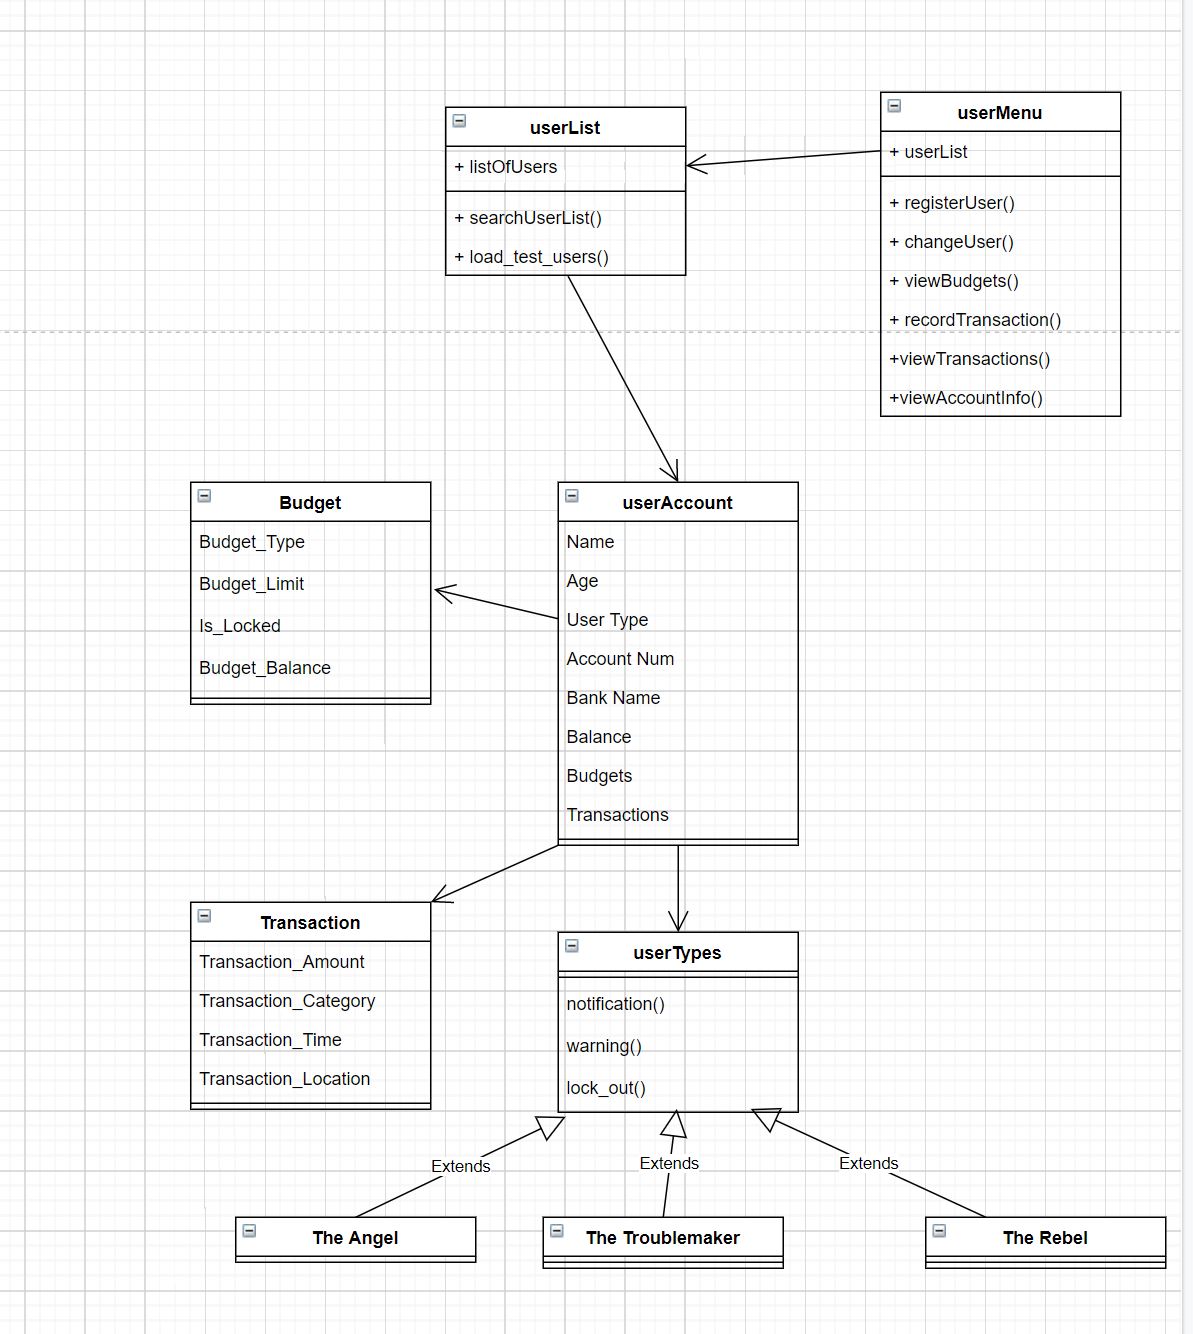 userList
+ listOfUsers
+ searchUserList()
+ load_test_users()
userMenu
+ userList
+ registerUser()
+ changeUser()
+ viewBudgets()
+ recordTransaction()
+viewTransactions()
+viewAccountInfo()
Budget
Budget_Type
Budget_Limit
Is_Locked
Budget_Balance
userAccount
Name
Age
User Type
Account Num
Bank Name
Balance
Budgets
Transactions
Transaction
Transaction_Amount
Transaction_Category
Transaction_Time
Transaction_Location
userTypes
notification()
warning()
lock_out()
Extends
Extends
Extends
The Angel
The Troublemaker
The Rebel